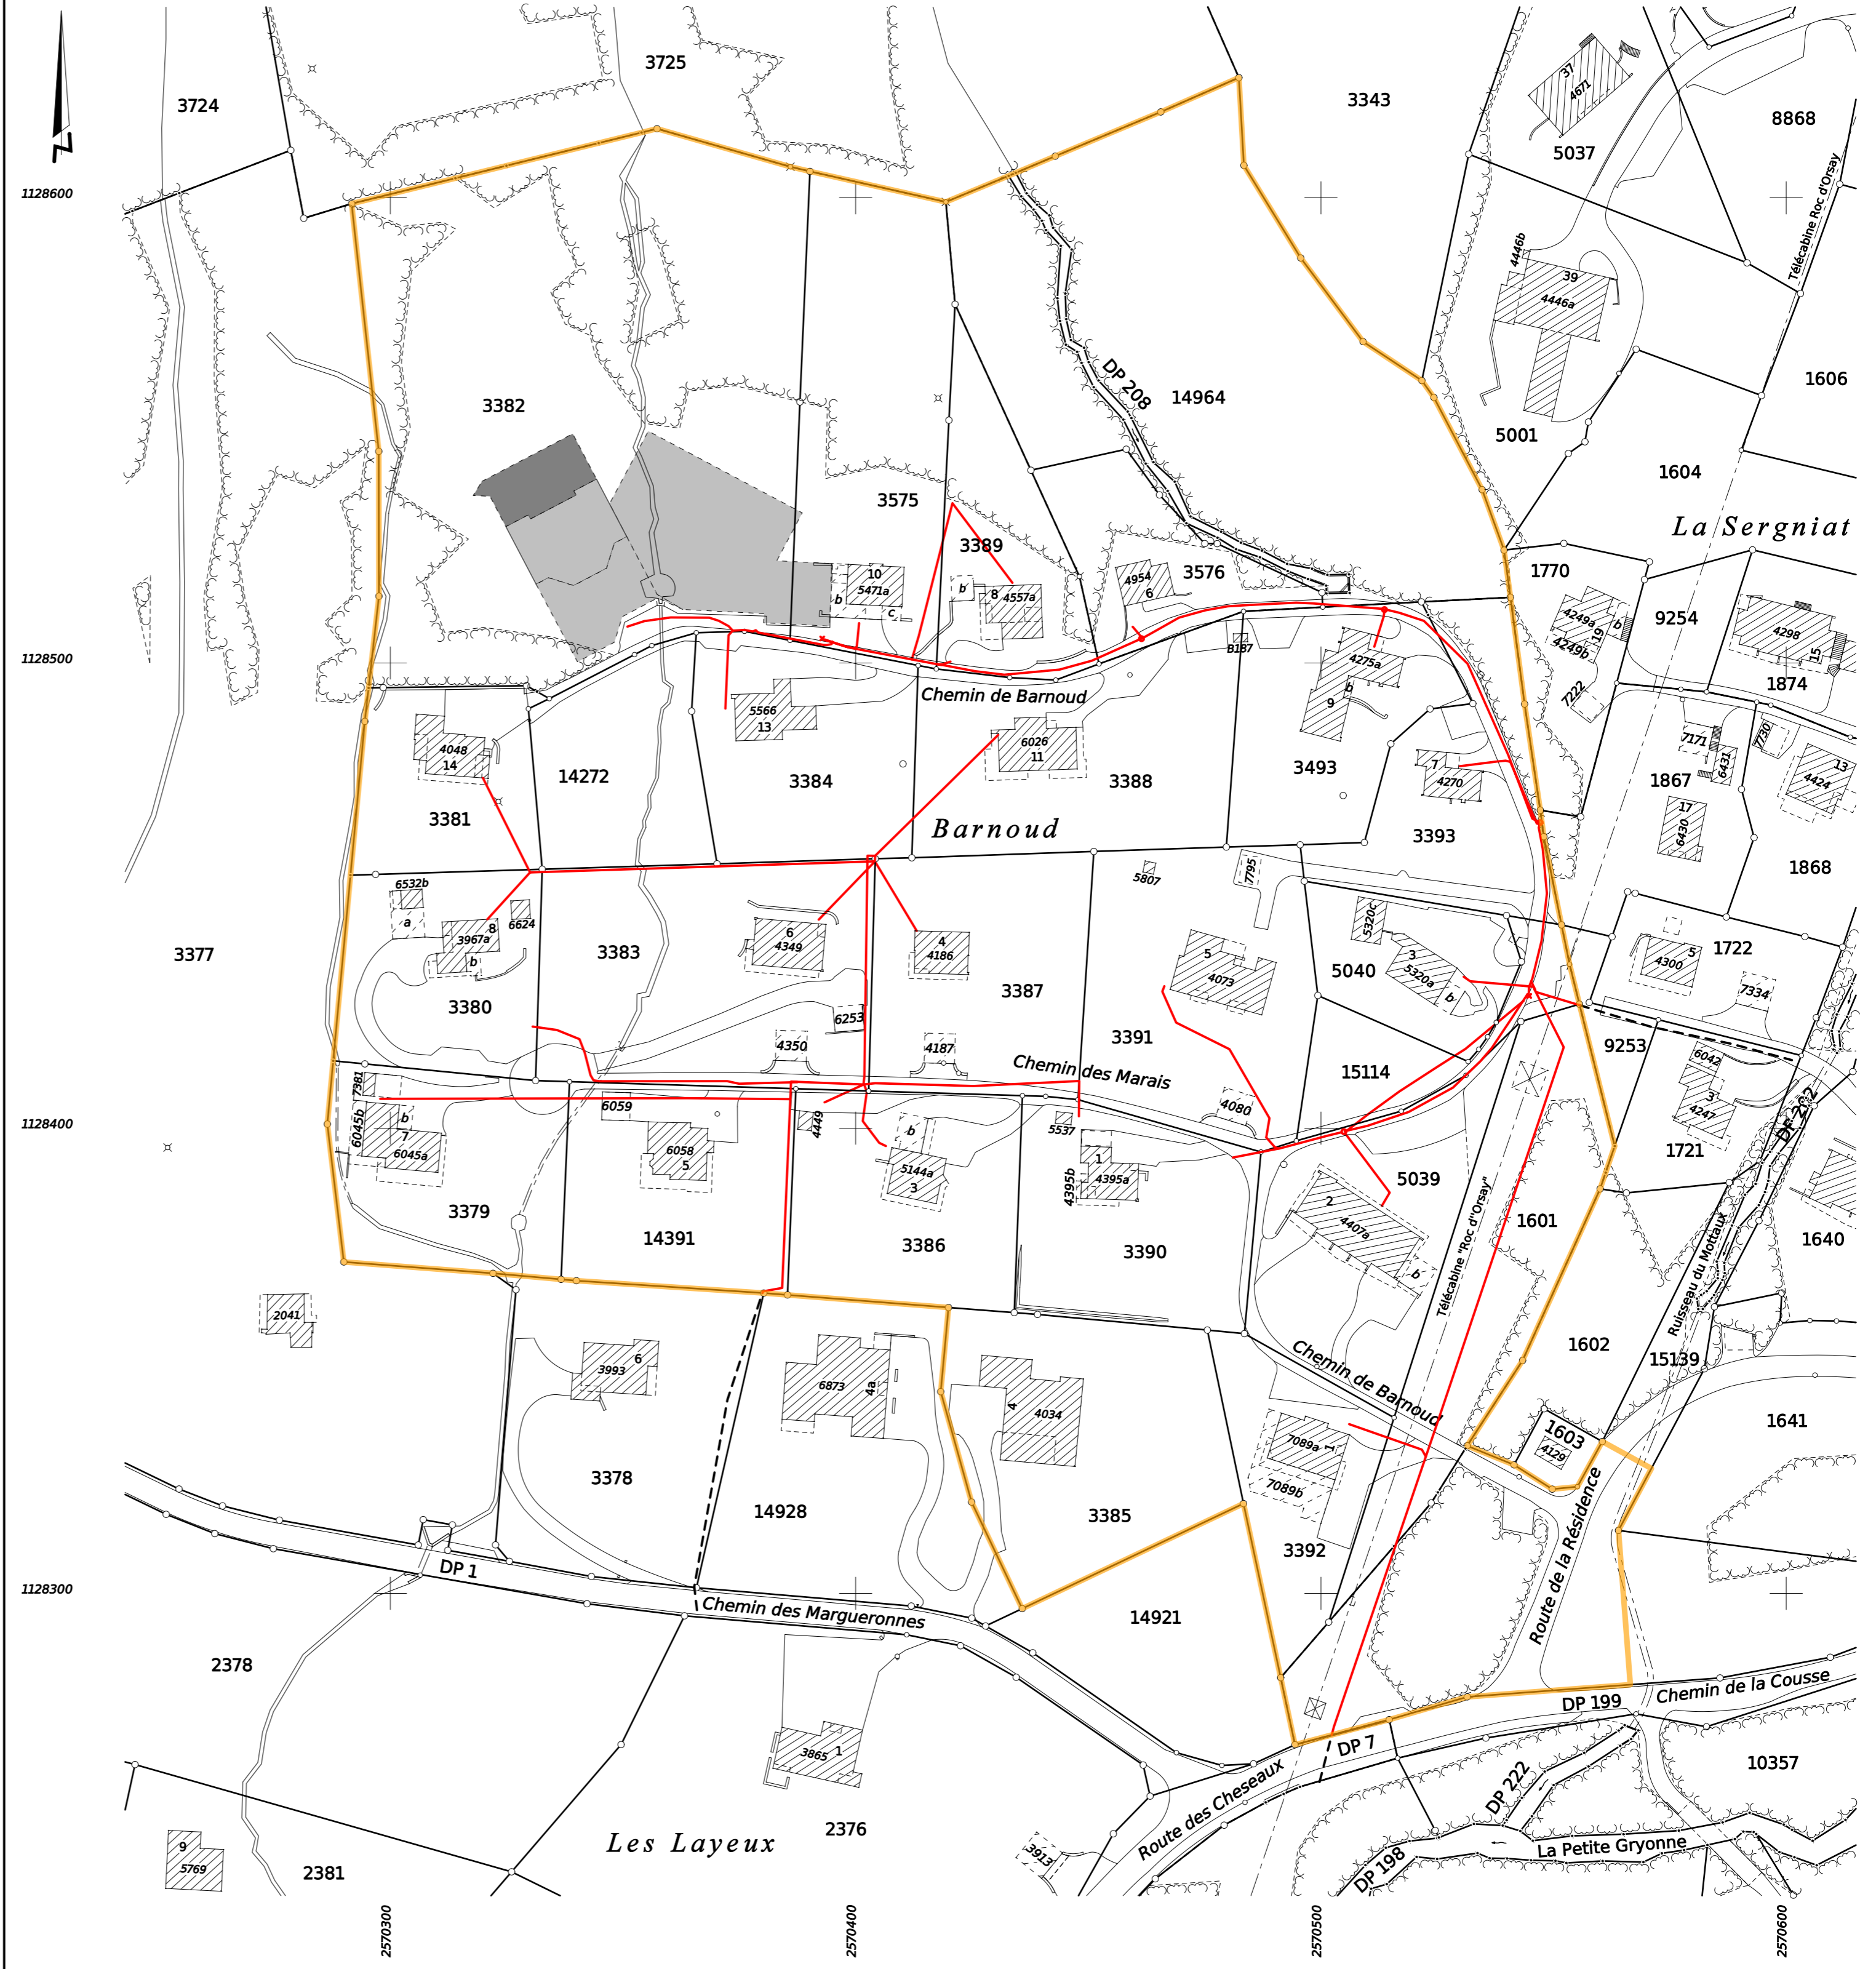 3725
3724
3343
37
4671
8868
5037
Télécabine Roc d'Orsay
1128600
4446b
39
4446a
3382
DP 208
14964
1606
5001
1604
3575
La Sergniat
3389
3576
1770
10
5471a
b
c
b
8
4557a
4954
6
4249a
b
19
4249b
9254
4298
15
1128500
B187
4275a
b
9
1874
7222
Chemin de Barnoud
5566
13
6026
11
7171
7730
6431
13
4424
4048
14
14272
3384
3388
3493
7
4270
1867
17
6430
3381
Barnoud
3393
1868
5807
7795
6532b
a
6624
8
3967a
b
3383
6
4349
4
4186
5
4073
5320c
3
5320a
b
5040
5
4300
1722
7334
3377
3380
3387
6253
4350
4187
3391
9253
6042
3
4247
Chemin des Marais
15114
7381
6045b
b
7
6045a
6059
4449
4080
DP 202
1128400
5537
6058
5
b
5144a
3
1
4395a
4395b
1721
3379
5039
2
4407a
b
1601
14391
3386
3390
Télécabine "Roc d"Orsay"
Ruisseau du Mottaux
1640
2041
3993
6
6873
4a
4
4034
Chemin de Barnoud
1602
15139
1641
1603
4129
7089a
1
7089b
3378
14928
3385
3392
Route de la Résidence
DP 1
1128300
Chemin des Margueronnes
14921
2378
Chemin de la Cousse
DP 199
DP 7
3865
1
10357
Route des Cheseaux
DP 222
Les Layeux
2376
La Petite Gryonne
DP 198
3913
9
5769
2381
2570300
2570400
2570500
2570600